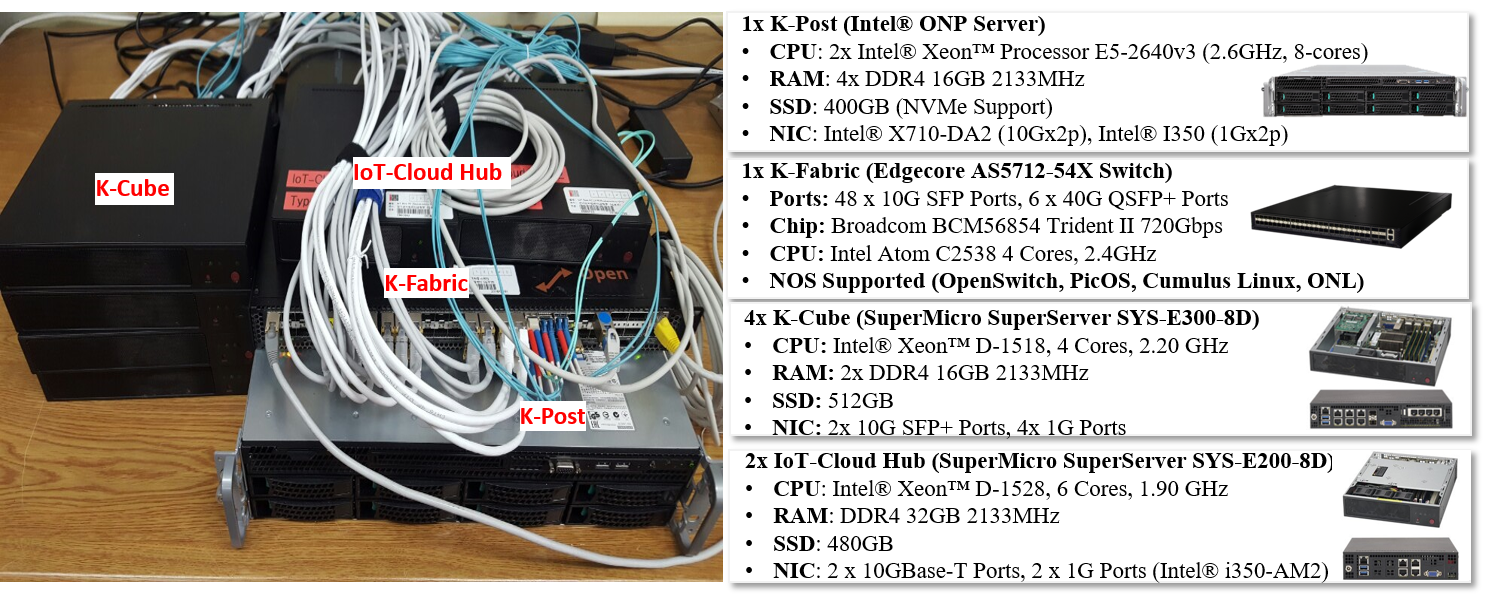 K-Cube
IoT-Cloud Hub
IoT-C
Typ
K-Fabric
Open
K-Post
1x K-Post (Intel® ONP Server)
• CPU: 2x Intel® Xeon™ Processor E5-2640v3 (2.6GHz, 8-cores)
• RAM: 4x DDR4 16GB 2133MHz
• SSD: 400GB (NVMe Support)
• NIC: Intel® X710-DA2 (10Gx2p), Intel® I350 (1Gx2p)
1x K-Fabric (Edgecore AS5712-54X Switch)
• Ports: 48 x 10G SFP Ports, 6 x 40G QSFP+ Ports
• Chip: Broadcom BCM56854 Trident II 720Gbps
• CPU: Intel Atom C2538 4 Cores, 2.4GHz
• NOS Supported (OpenSwitch, PicOS, Cumulus Linux, ONL)
4x K-Cube (SuperMicro SuperServer SYS-E300-8D)
• CPU: Intel® Xeon™ D-1518, 4 Cores, 2.20 GHz
• RAM: 2x DDR4 16GB 2133MHz
• SSD: 512GB
• NIC: 2x 10G SFP+ Ports, 4x 1G Ports
2x IoT-Cloud Hub (SuperMicro SuperServer SYS-E200-8D)
• CPU: Intel® Xeon™ D-1528, 6 Cores, 1.90 GHz
• RAM: DDR4 32GB 2133MHz
• SSD: 480GB
• NIC: 2 x 10GBase-T Ports, 2 x 1G Ports (Intel® i350-AM2)